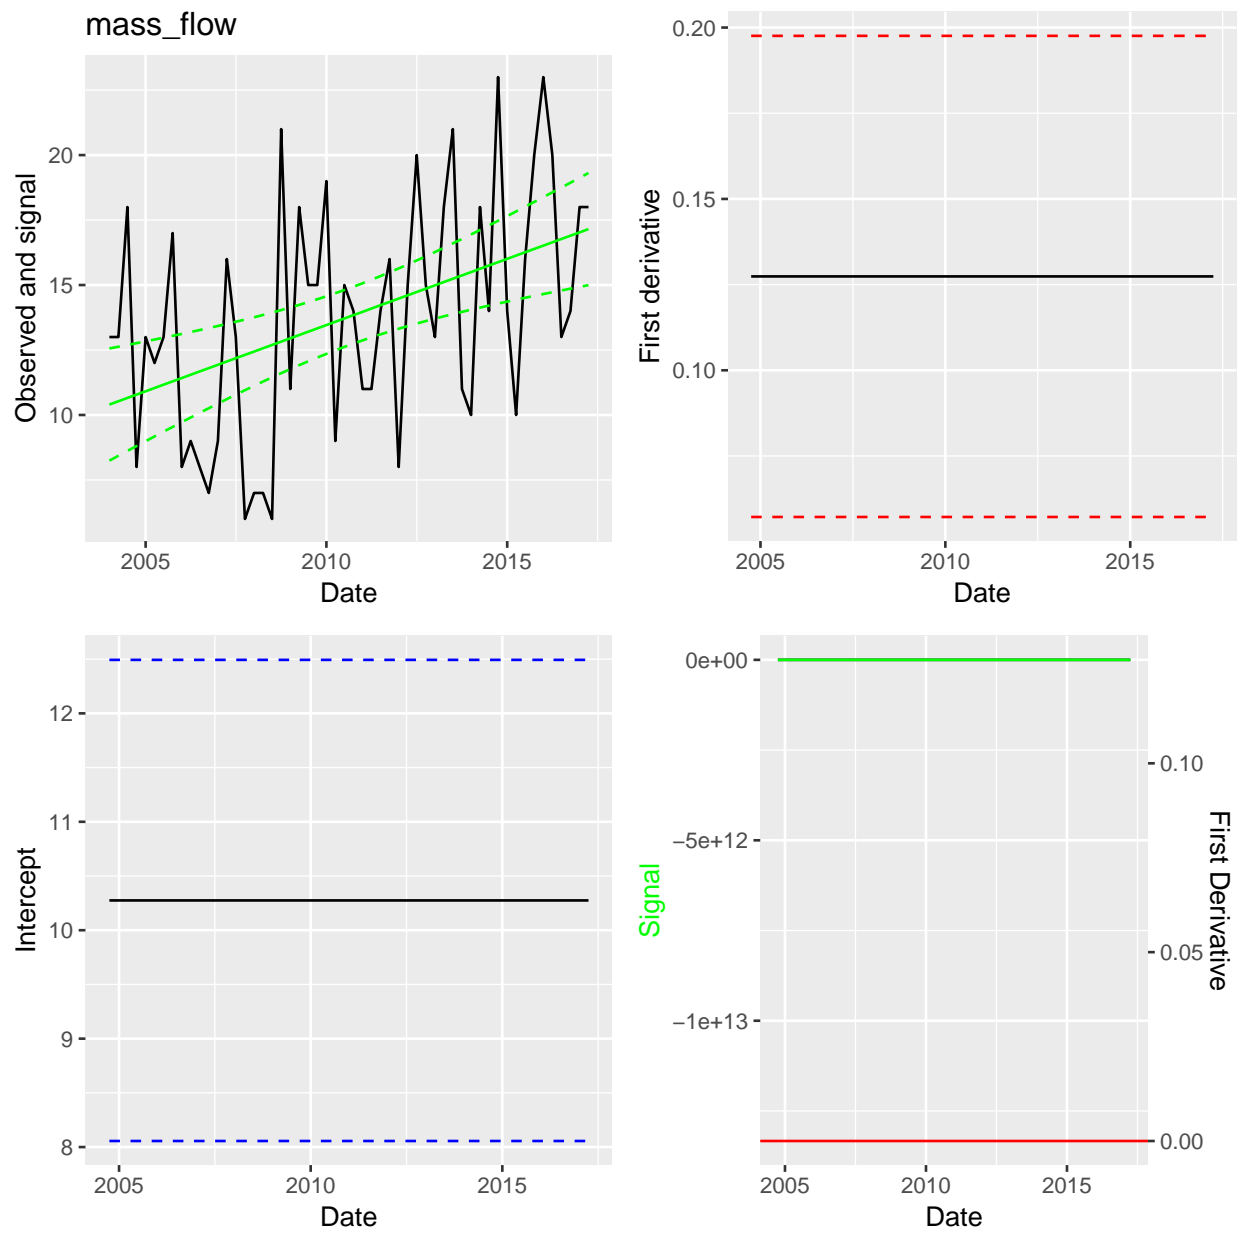 mass_flow
Observed and signal
20
15
10
2005
2010
2015
Date
First derivative
0.20
0.15
0.10
2005
2010
2015
Date
Intercept
12
11
10
9
8
2005
2010
2015
Date
Signal
0e+00
−5e+12
−1e+13
0.10
0.05
0.00
First Derivative
2005
2010
2015
Date